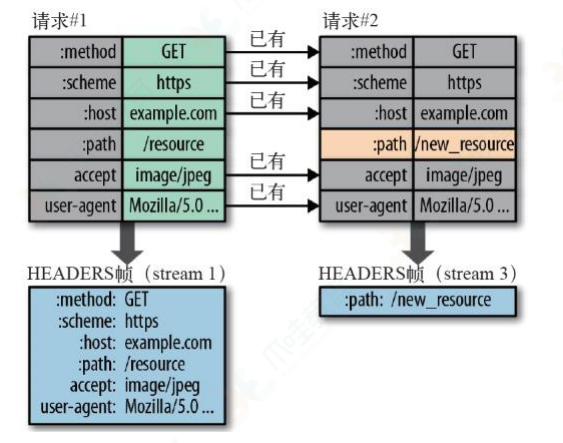 请求#1
:method GET
:scheme https
:host example.com
:path /resource
accept image/jpeg
user-agent Mozilla/5.0 ...
已有
已有
已有
已有
已有
请求#2
:method GET
:scheme https
:host example.com
:path /new_resource
accept image/jpeg
user-agent Mozilla/5.0 ...
HEADERS帧（stream 1）
:method: GET
:scheme: https
:host: example.com
:path: /resource
accept: image/jpeg
user-agent: Mozilla/5.0 ...
HEADERS帧（stream 3）
:path: /new_resource